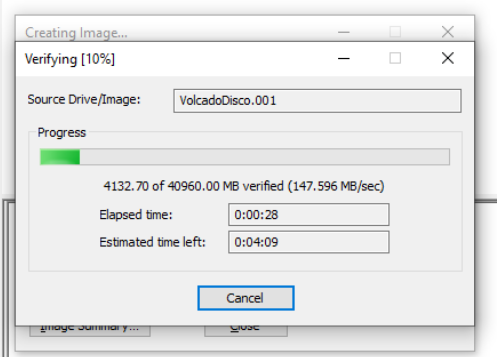 Creating Image...
Verifying [10%]
Source Drive/Image: VolcadoDisco.001
Progress
4132.70 of 40960.00 MB verified (147.596 MB/sec)
Elapsed time: 0:00:28
Estimated time left: 0:04:09
Cancel
Image Summary... Close